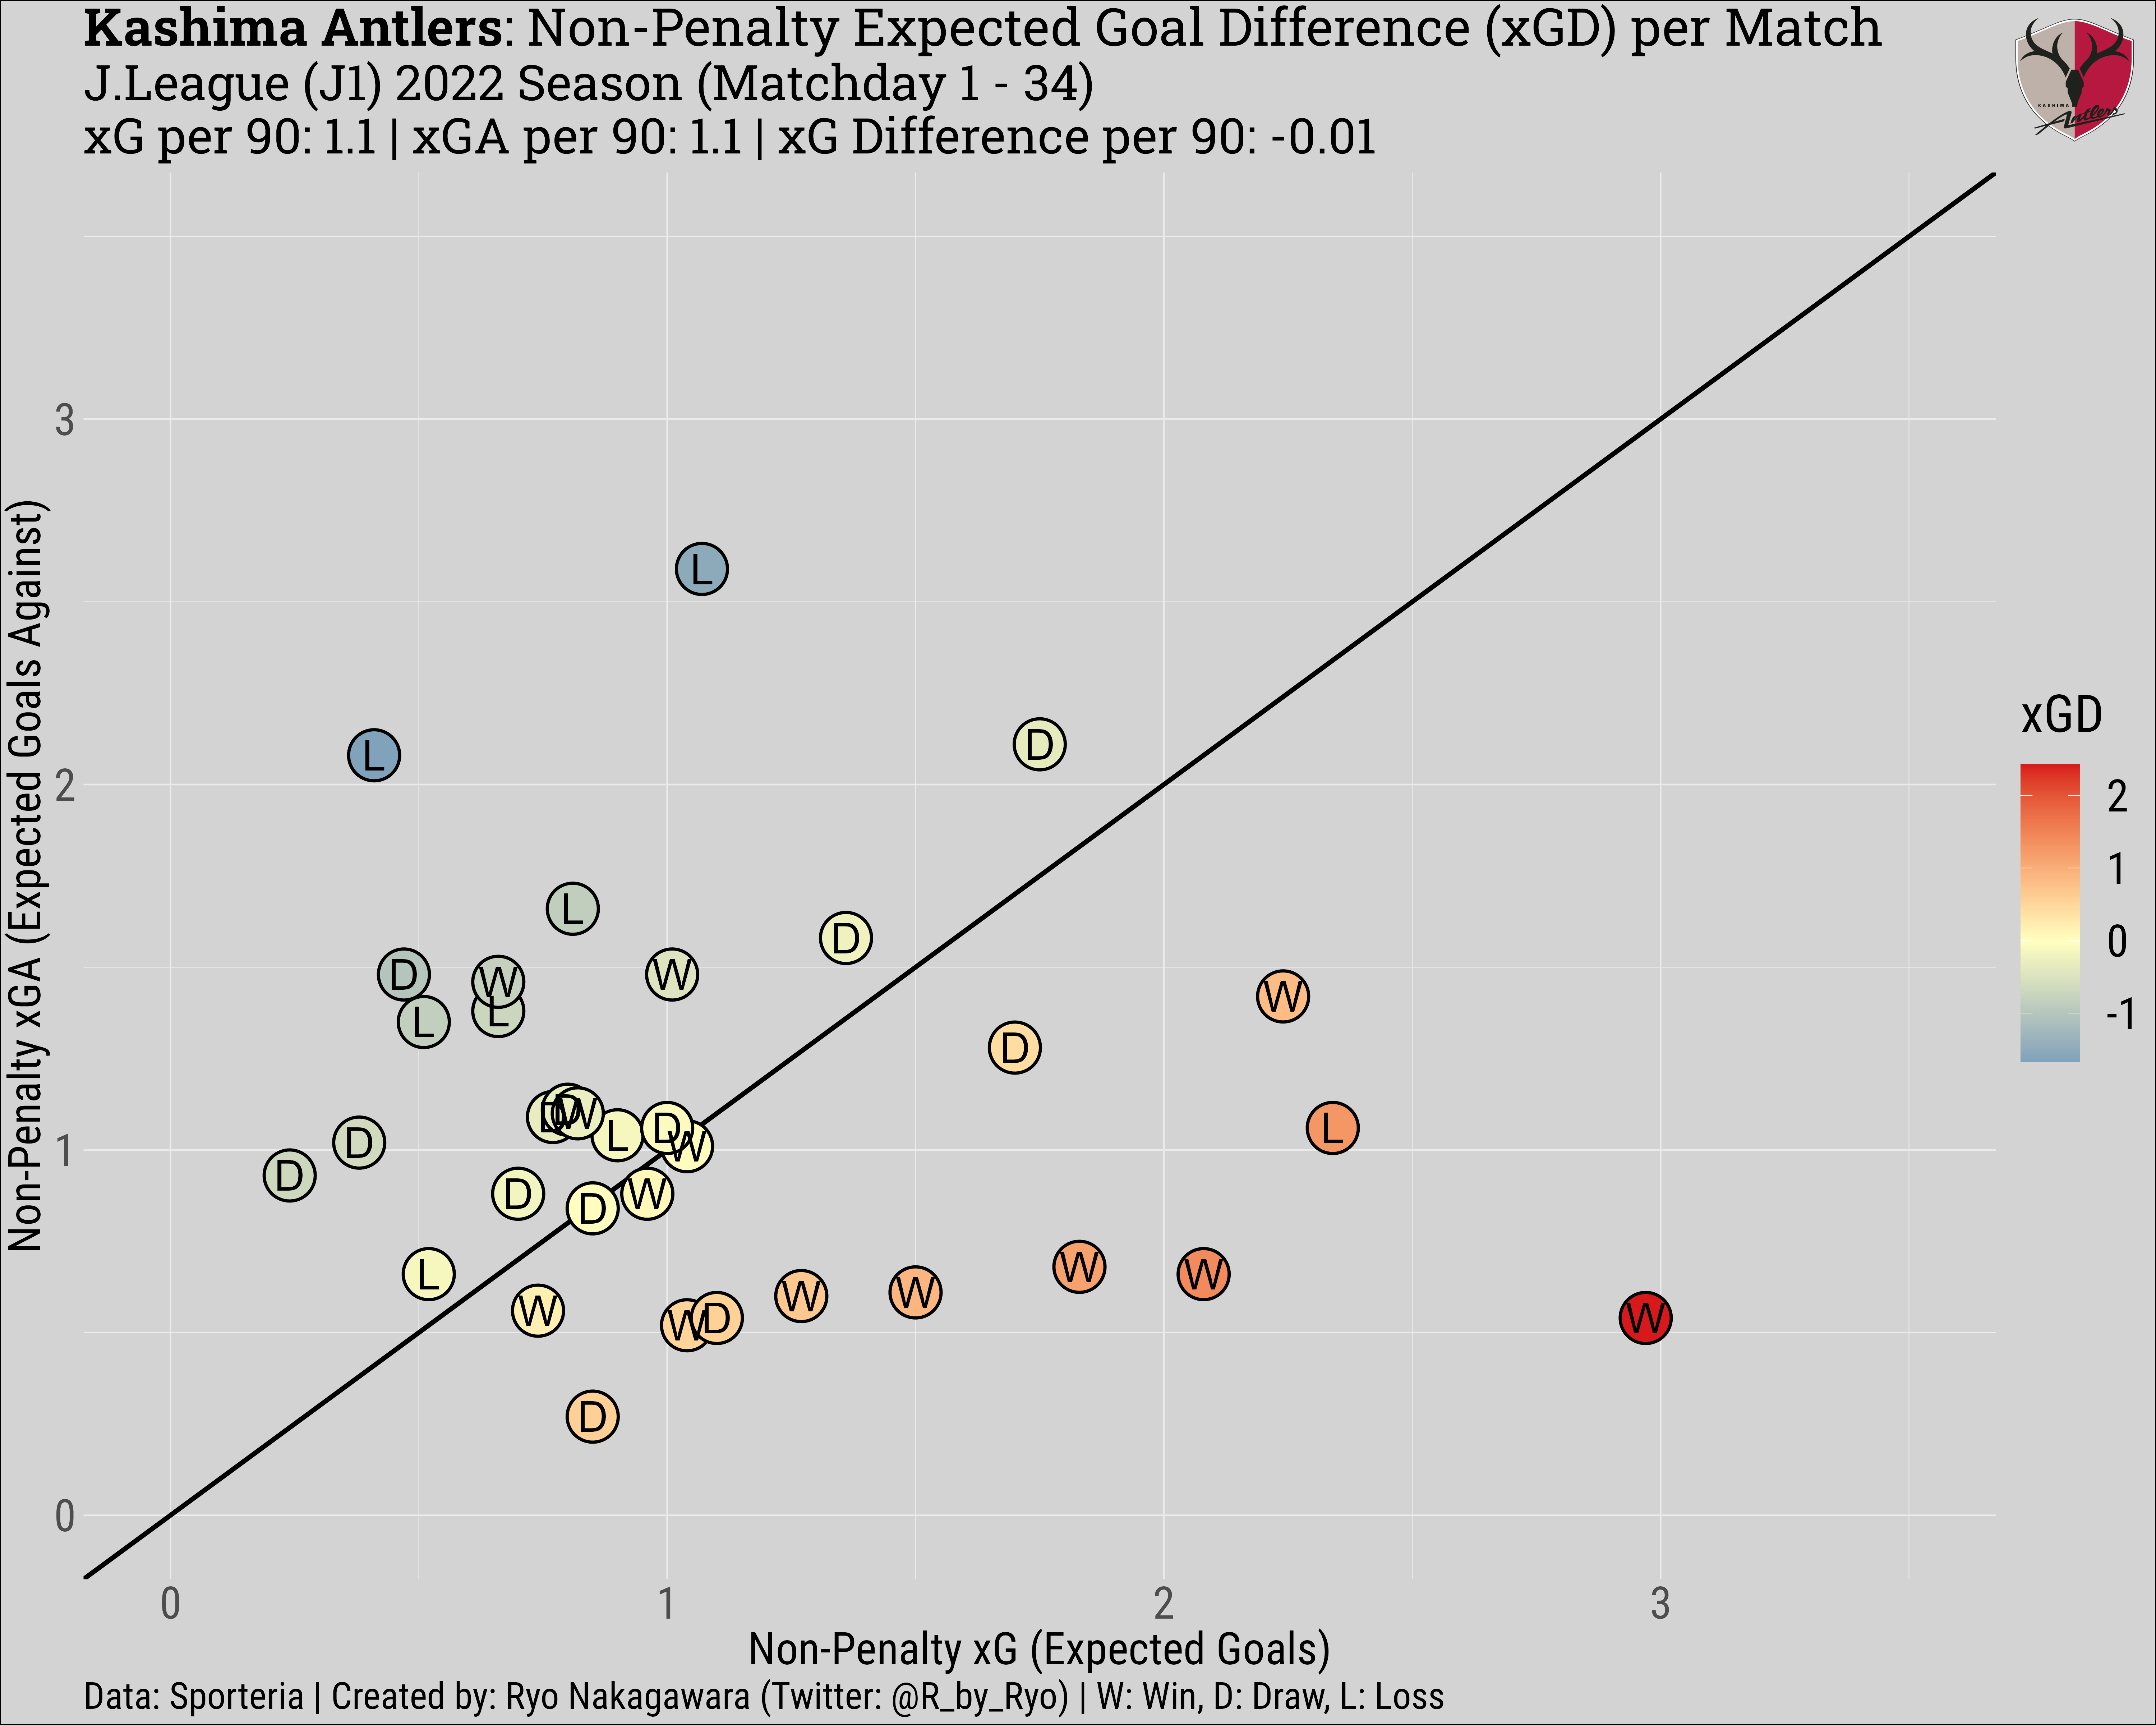 Kashima Antlers: Non-Penalty Expected Goal Difference (xGD) per Match
J.League (J1) 2022 Season (Matchday 1 - 34)
xG per 90: 1.1 | xGA per 90: 1.1 | xG Difference per 90: -0.01
KASHIMA
Antlers
Non-Penalty xGA (Expected Goals Against)
3
2
1
0
L
L
D
L
D
D
W
L
L
W
W
D
L
D
D
W
L
D
W
D
D
D
W
D
W
L
W
W
D
W
W
W
W
D
0
1
2
3
Non-Penalty xG (Expected Goals)
xGD
2
1
0
-1
Data: Sporteria | Created by: Ryo Nakagawara (Twitter: @R_by_Ryo) | W: Win, D: Draw, L: Loss